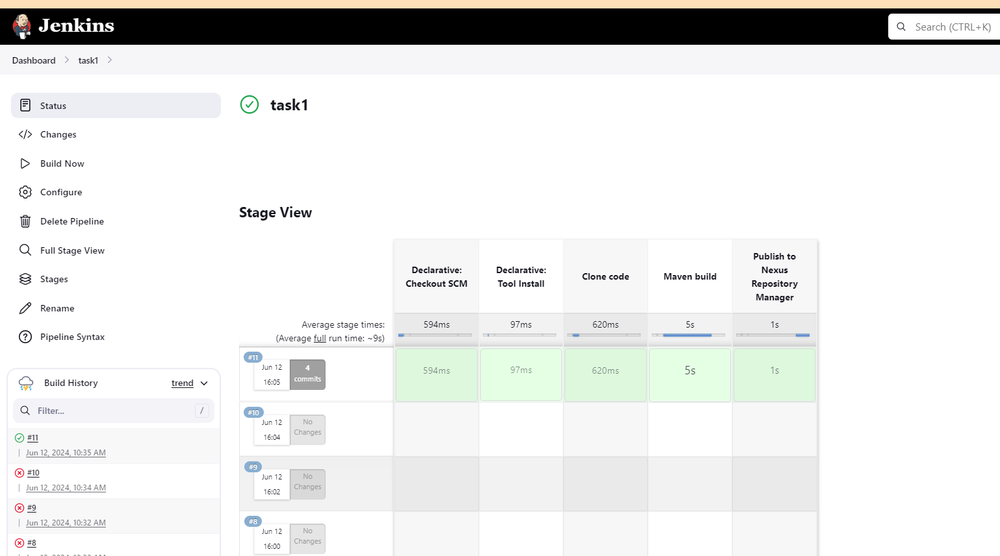 Jenkins
Search (CTRL+K)
Dashboard
task1
Status
Changes
Build Now
Configure
Delete Pipeline
Full Stage View
Stages
Rename
Pipeline Syntax
Build History
trend
Filter...
/
#11
Jun 12, 2024, 10:35 AM
#10
Jun 12, 2024, 10:34 AM
#9
Jun 12, 2024, 10:32 AM
#8
task1
Stage View
Declarative:
Checkout SCM
Declarative:
Tool Install
Clone code
Maven build
Publish to
Nexus
Repository
Manager
Average stage times:
(Average full run time: ~9s)
594ms
97ms
620ms
5s
1s
#11
Jun 12
16:05
4
commits
594ms
97ms
620ms
5s
1s
#10
Jun 12
16:04
No
Changes
#9
Jun 12
16:02
No
Changes
#8
Jun 12
16:00
No
Changes